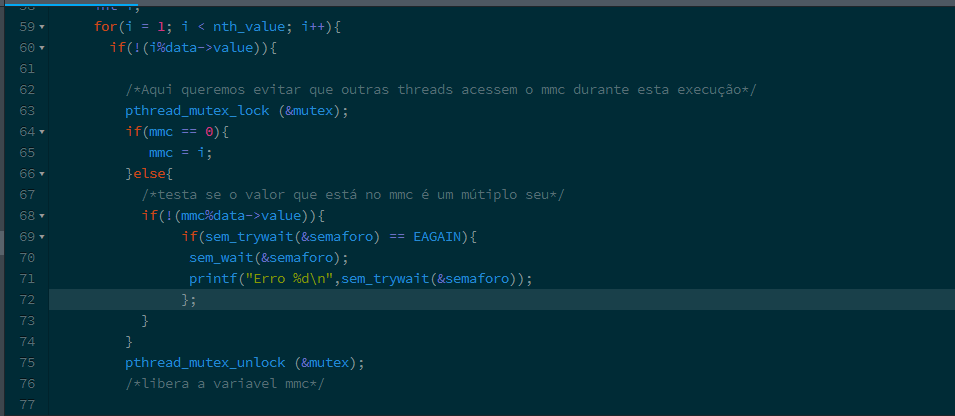 59 for(i = 1; i < nth_value; i++){
60 if(!(i%data->value)){
61
62 /*Aqui queremos evitar que outras threads acessem o mmc durante esta execução*/
63 pthread_mutex_lock (&mutex);
64 if(mmc == 0){
65 mmc = i;
66 }else{
67 /*testa se o valor que está no mmc é um mútiplo seu*/
68 if(!(mmc%data->value)){
69 if(sem_trywait(&semaforo) == EAGAIN){
70 sem_wait(&semaforo);
71 printf("Erro %d\n",sem_trywait(&semaforo));
72 };
73 }
74 }
75 pthread_mutex_unlock (&mutex);
76 /*libera a variavel mmc*/
77